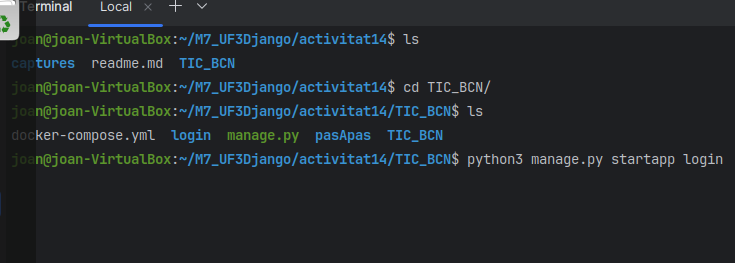 Terminal Local × + ∨
joan@joan-VirtualBox:~/M7_UF3Django/activitat14$ ls
captures readme.md TIC_BCN
joan@joan-VirtualBox:~/M7_UF3Django/activitat14$ cd TIC_BCN/
joan@joan-VirtualBox:~/M7_UF3Django/activitat14/TIC_BCN$ ls
docker-compose.yml login manage.py pasApas TIC_BCN
joan@joan-VirtualBox:~/M7_UF3Django/activitat14/TIC_BCN$ python3 manage.py startapp login